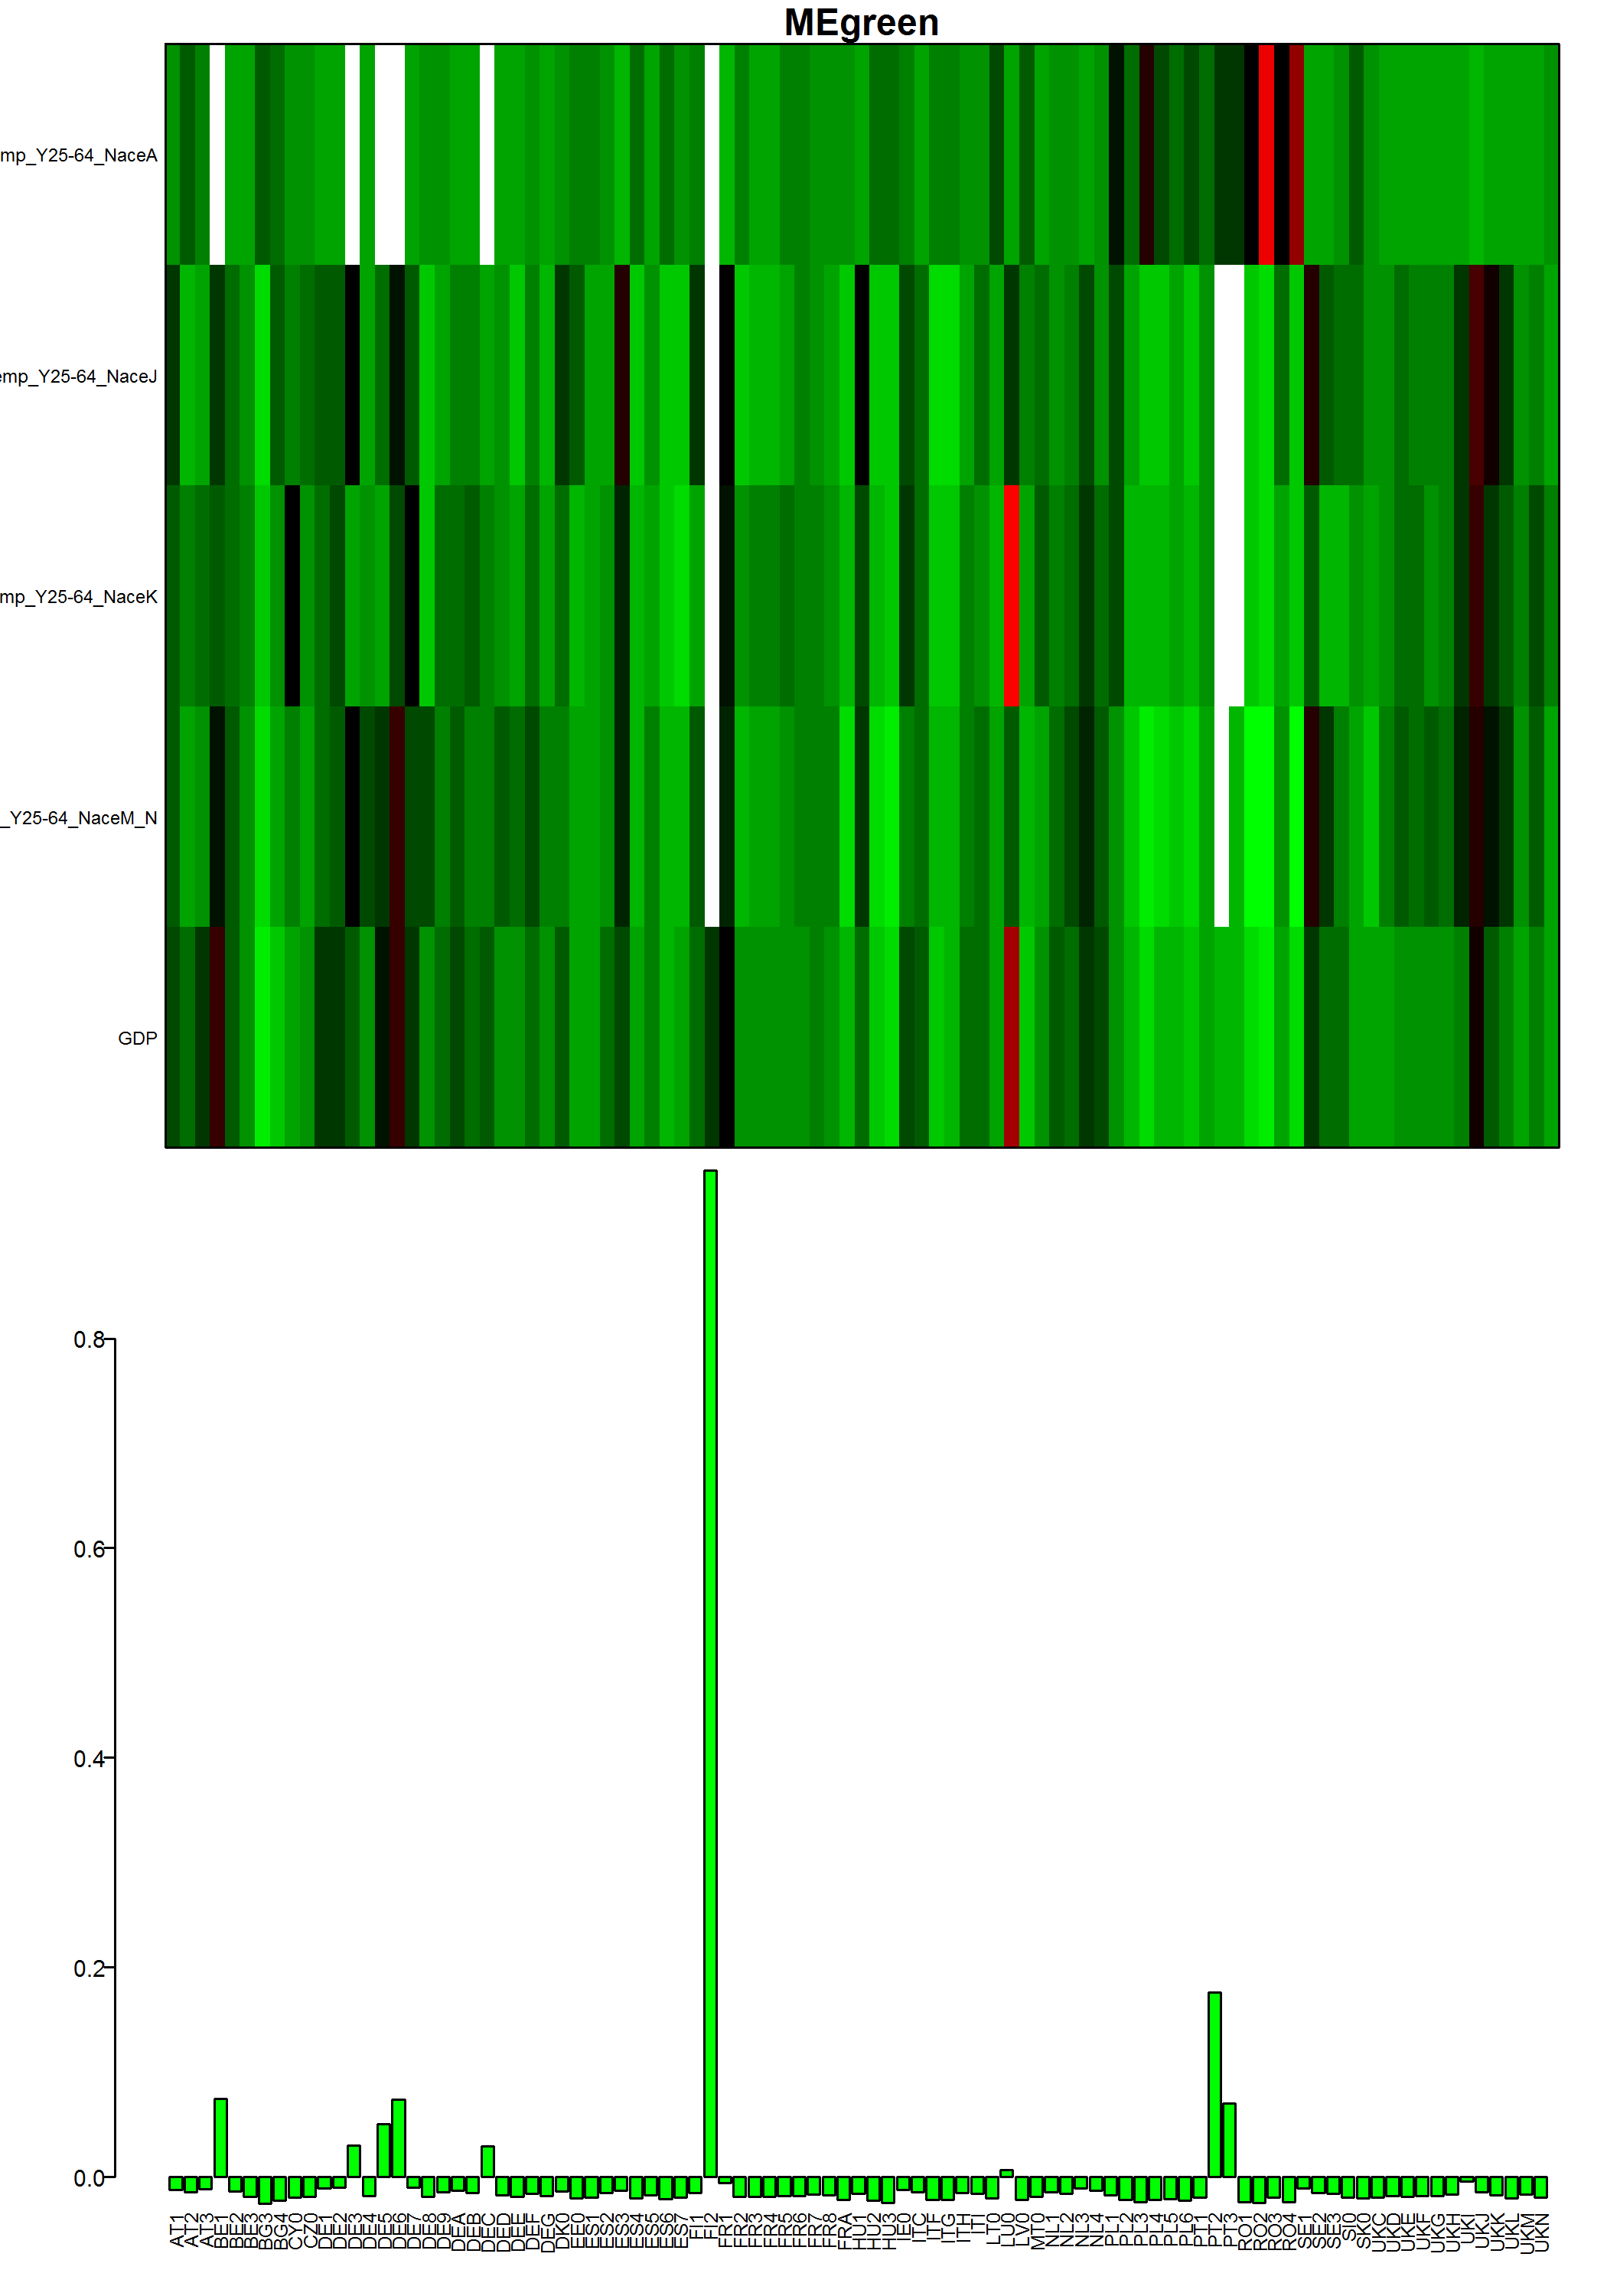 MEgreen
mp_Y25-64_NaceA
emp_Y25-64_NaceJ
mp_Y25-64_NaceK
_Y25-64_NaceM_N
GDP
0.8
0.6
0.4
0.2
0.0
AT1
AT2
AT3
BE1
BE2
BE3
BG3
BG4
CY0
CZ0
DE1
DE2
DE3
DE4
DE5
DE6
DE7
DE8
DE9
DEA
DEB
DEC
DED
DEE
DEF
DEG
DK0
EE0
ES1
ES2
ES3
ES4
ES5
ES6
ES7
FI1
FI2
FR1
FR2
FR3
FR4
FR5
FR6
FR7
FR8
FRA
HU1
HU2
HU3
IE0
ITC
ITF
ITG
ITH
ITI
LT0
LU0
LV0
MT0
NL1
NL2
NL3
NL4
PL1
PL2
PL3
PL4
PL5
PL6
PT1
PT2
PT3
RO1
RO2
RO3
RO4
SE1
SE2
SE3
SI0
SK0
UKC
UKD
UKE
UKF
UKG
UKH
UKI
UKJ
UKK
UKL
UKM
UKN